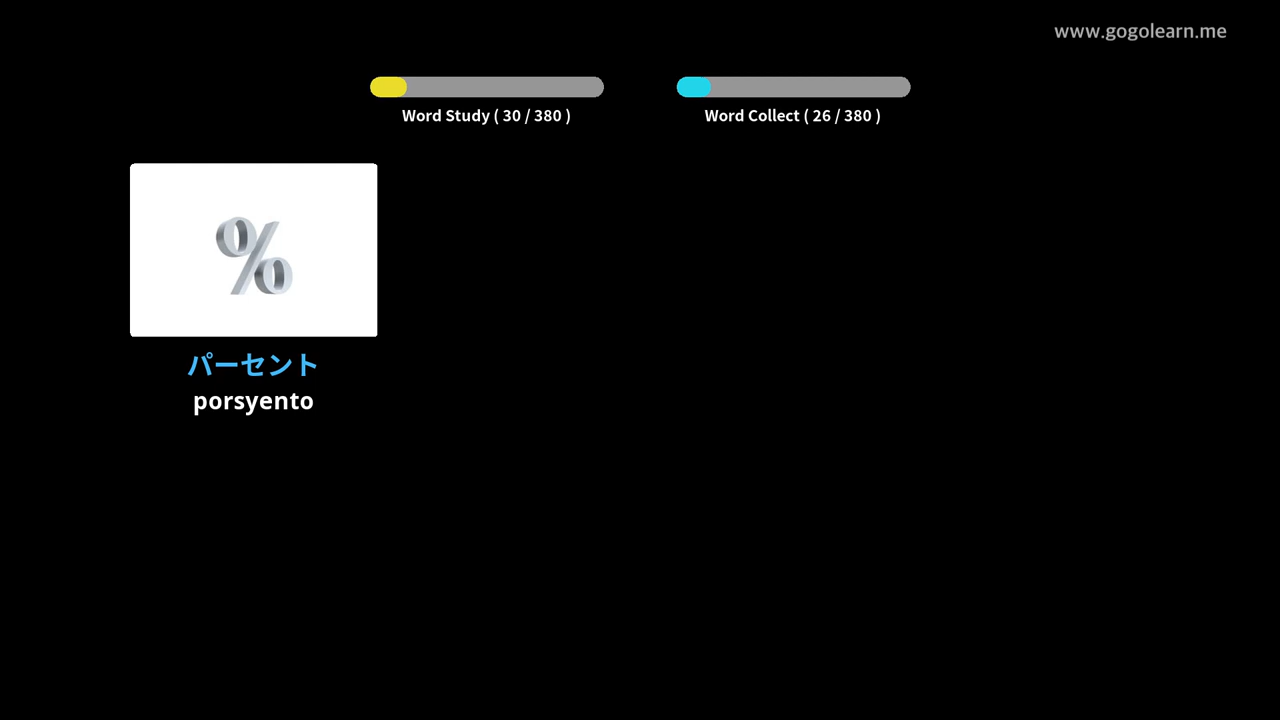 www.gogolearn.me
Word Study ( 30 / 380 )
Word Collect ( 26 / 380 )
%
パーセント
porsyento